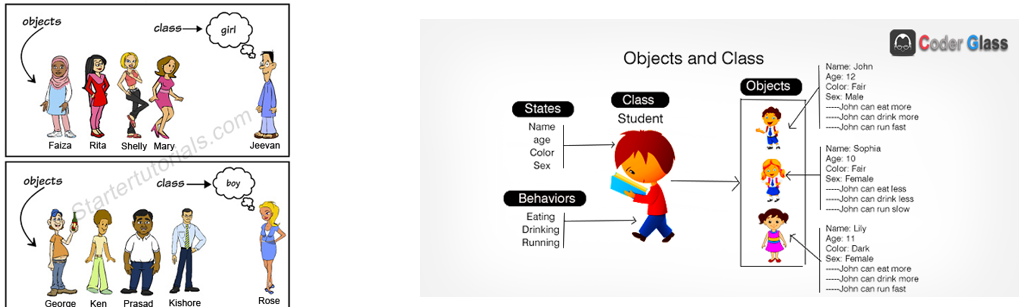 objects
class
girl
Faiza
Rita
Shelly
Mary
Jeevan
Startertutorials.com
objects
class
boy
George
Ken
Prasad
Kishore
Rose
Coder Glass
Objects and Class
States
Name
age
Color
Sex
Behaviors
Eating
Drinking
Running
Class
Student
Objects
Name: John
Age: 12
Color: Fair
Sex: Male
-----John can eat more
-----John can drink more
-----John can run fast
Name: Sophia
Age: 10
Color: Fair
Sex: Female
-----John can eat less
-----John can drink less
-----John can run slow
Name: Lily
Age: 11
Color: Dark
Sex: Female
-----John can eat more
-----John can drink more
-----John can run fast